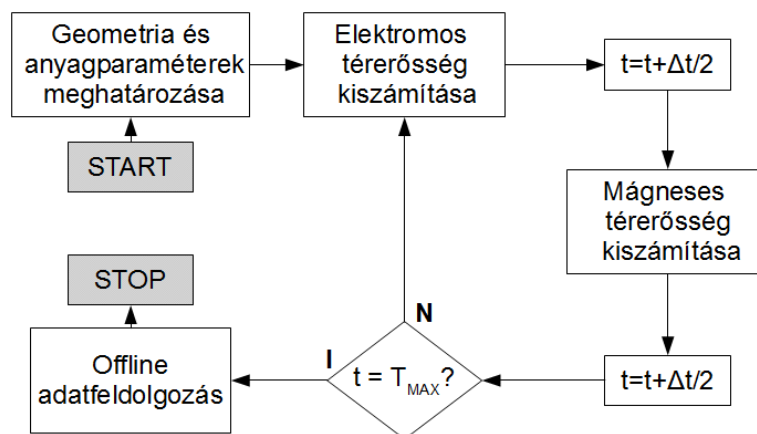 Geometria és
anyagparaméterek
meghatározása
Elektromos
térerősség
kiszámítása
t=t+Δt/2
START
Mágneses
térerősség
kiszámítása
STOP
N
I
Offline
adatfeldolgozás
t = TMAX?
t=t+Δt/2